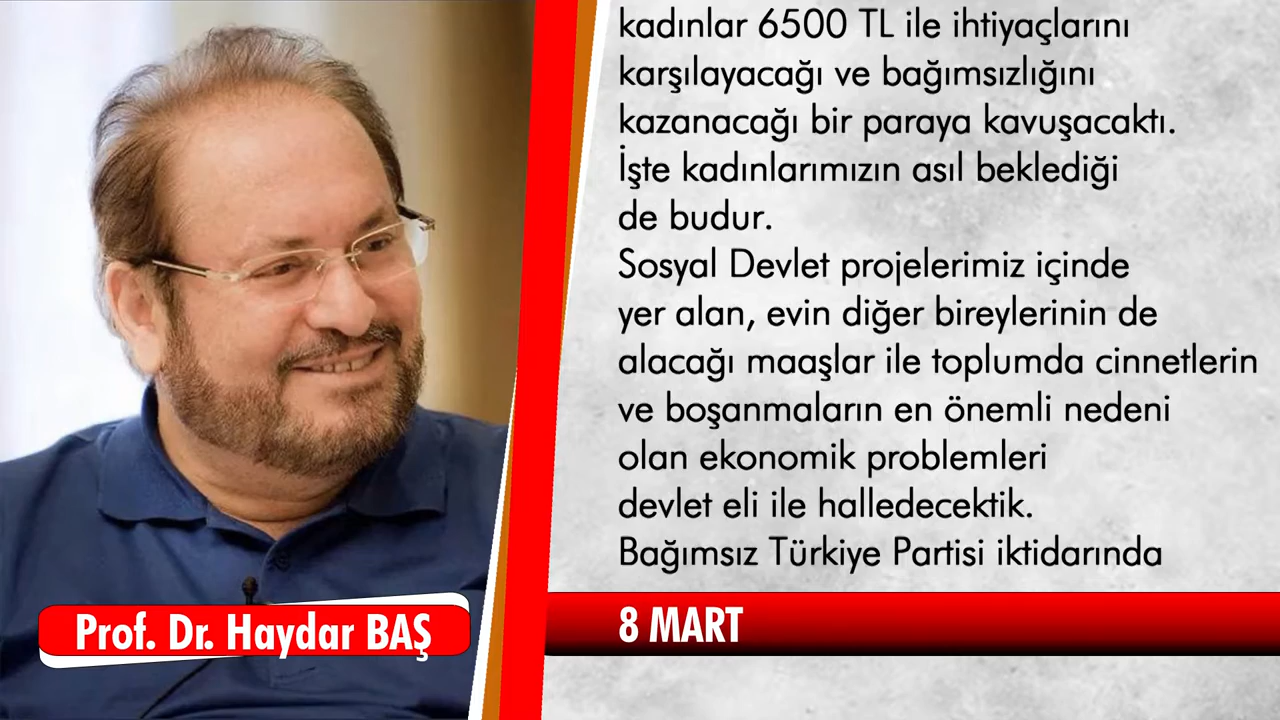 kadınlar 6500 TL ile ihtiyaçlarını
karşılayacağı ve bağımsızlığını
kazanacağı bir paraya kavuşacaktı.
İşte kadınlarımızın asıl beklediği
de budur.
Sosyal Devlet projelerimiz içinde
yer alan, evin diğer bireylerinin de
alacağı maaşlar ile toplumda cinnetlerin
ve boşanmaların en önemli nedeni
olan ekonomik problemleri
devlet eli ile halledecektik.
Bağımsız Türkiye Partisi iktidarında
8 MART
Prof. Dr. Haydar BAŞ